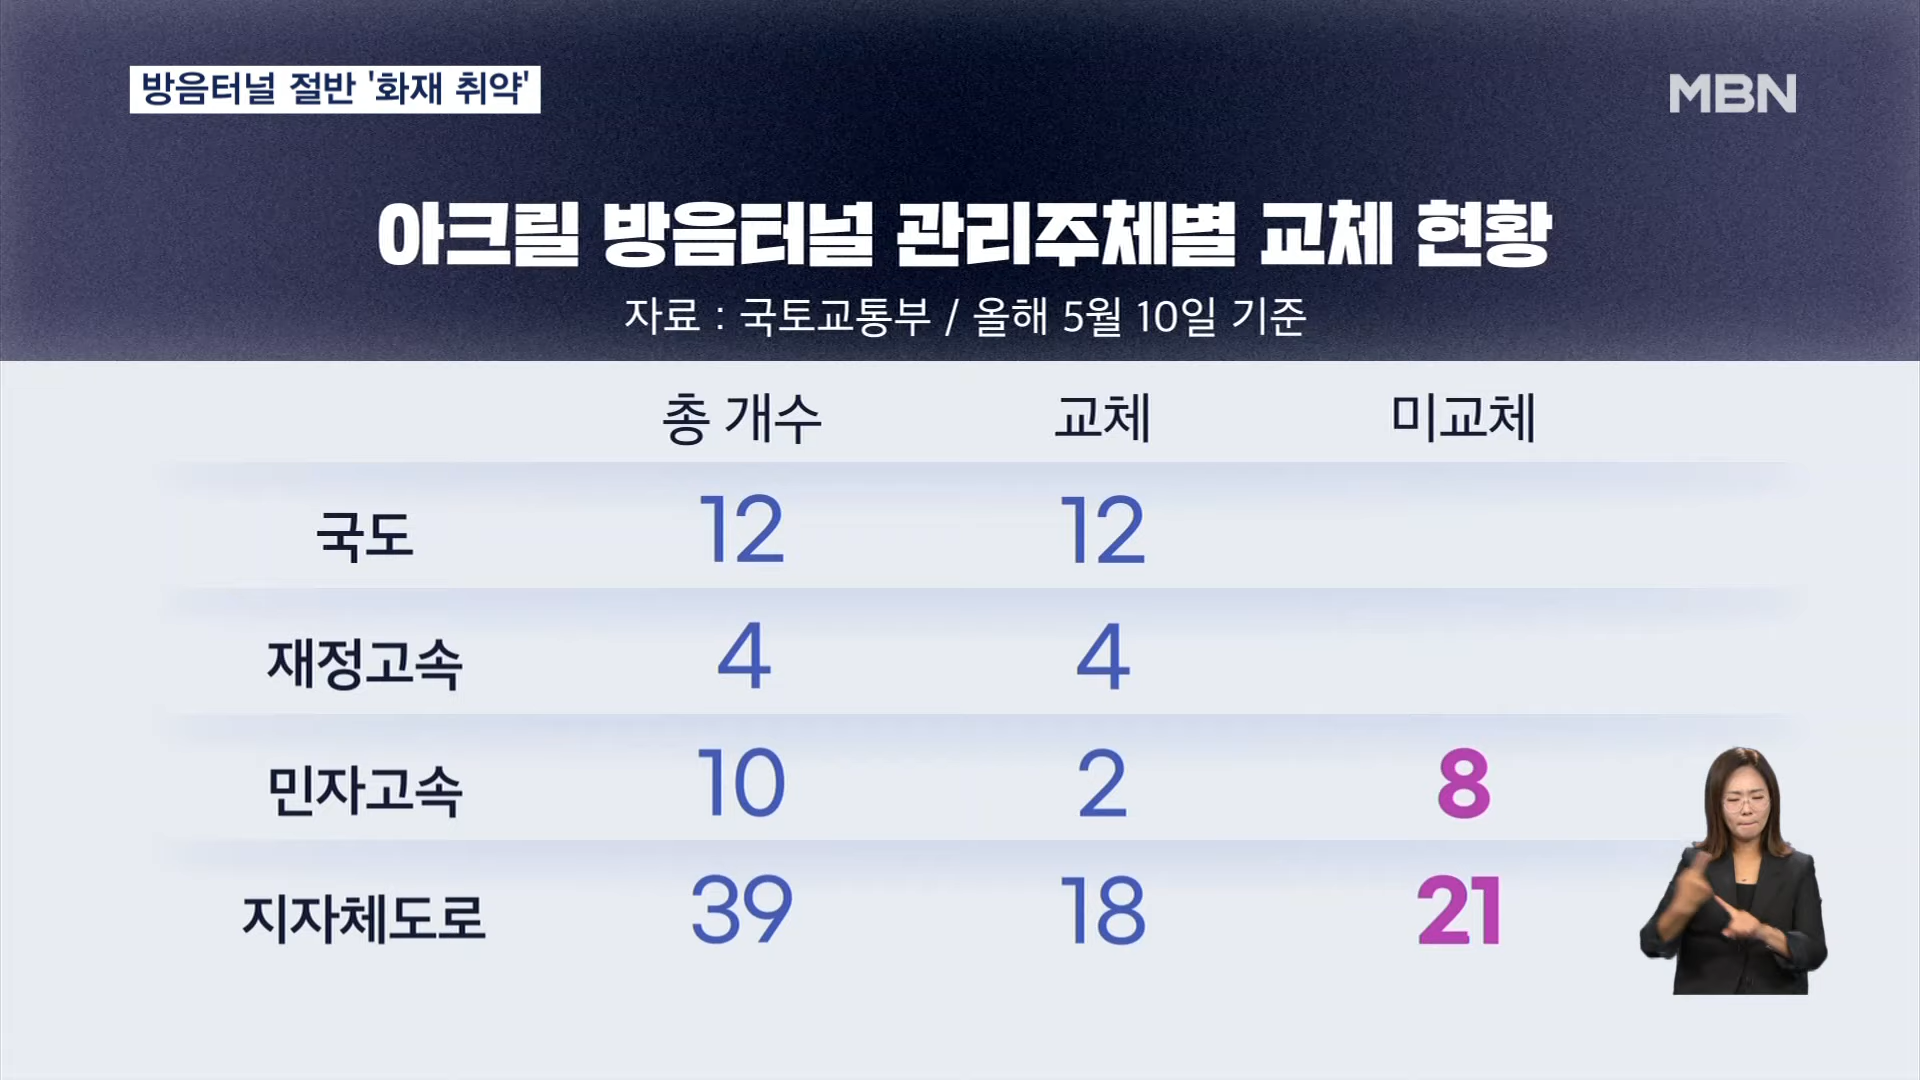 방음터널 절반 '화재 취약'
MBN
아크릴 방음터널 관리주체별 교체 현황
자료 : 국토교통부 / 올해 5월 10일 기준
총 개수 교체 미교체
국도 12 12
재정고속 4 4
민자고속 10 2 8
지자체도로 39 18 21